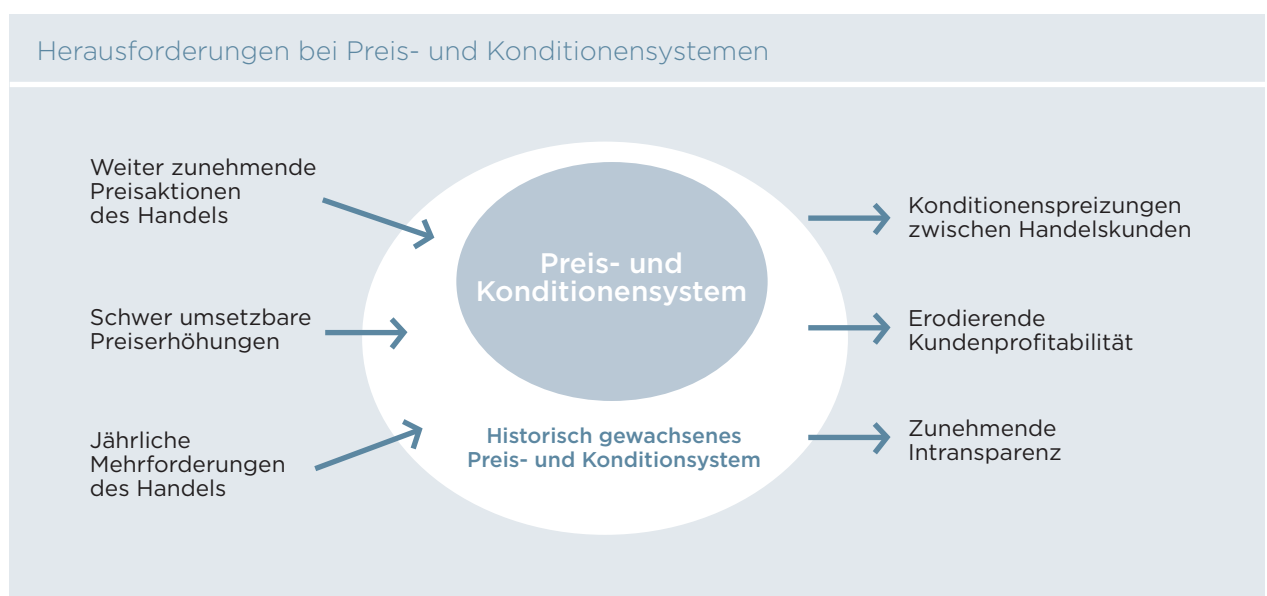 Herausforderungen bei Preis- und Konditionensystemen
Weiter zunehmende
Preisaktionen
des Handels
Schwer umsetzbare
Preiserhöhungen
Jährliche
Mehrforderungen
des Handels
Preis- und
Konditionensystem
Historisch gewachsenes
Preis- und Konditionsystem
Konditionenspreizungen
zwischen Handelskunden
Erodierende
Kundenprofitabilität
Zunehmende
Intransparenz